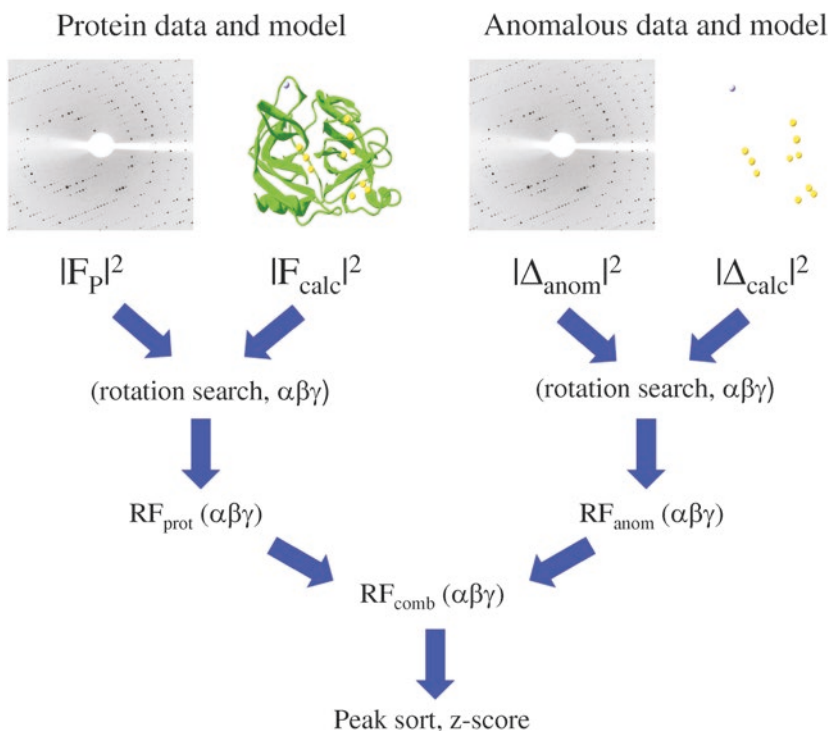 Protein data and model
Anomalous data and model
|F_P|²
|F_calc|²
|Δ_anom|²
|Δ_calc|²
(rotation search, αβγ)
(rotation search, αβγ)
RF_prot (αβγ)
RF_anom (αβγ)
RF_comb (αβγ)
Peak sort, z-score